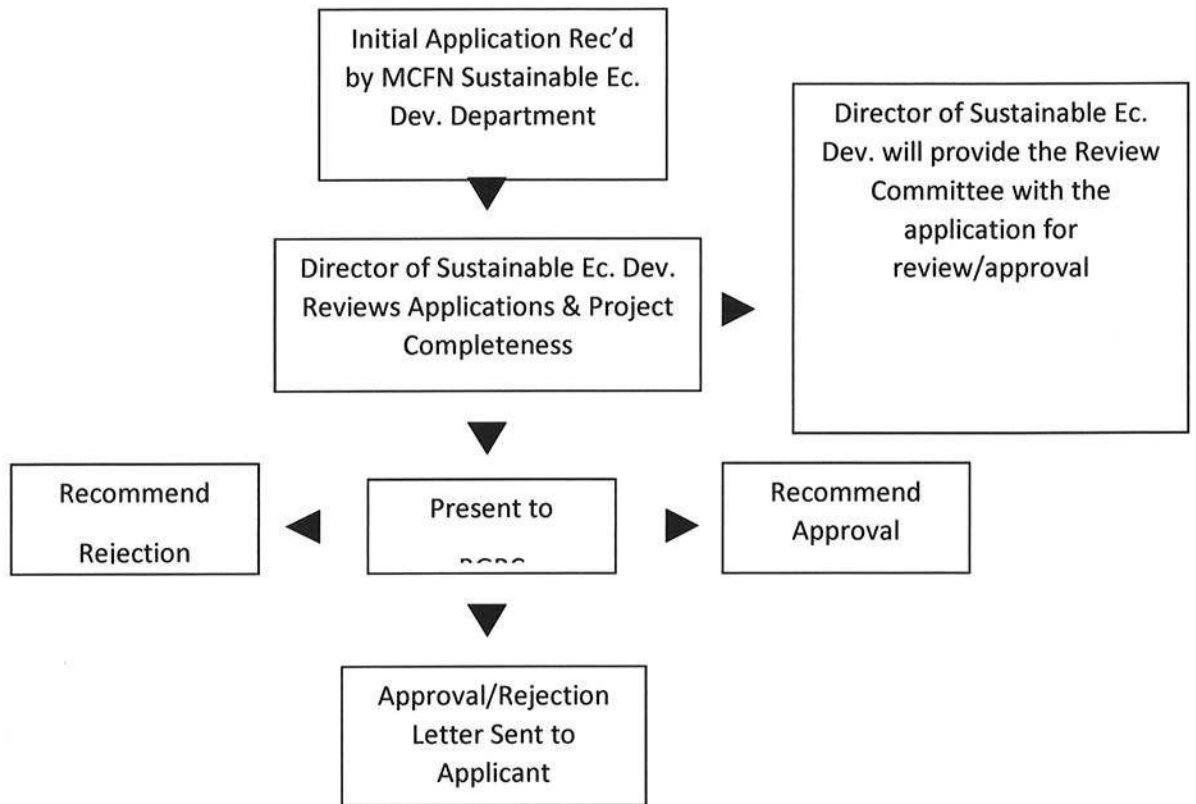 Initial Application Rec'd
by MCFN Sustainable Ec.
Dev. Department
Director of Sustainable Ec.
Dev. will provide the Review
Committee with the
application for
review/approval
Director of Sustainable Ec. Dev.
Reviews Applications & Project
Completeness
Recommend
Rejection
Present to
Recommend
Approval
Approval/Rejection
Letter Sent to
Applicant